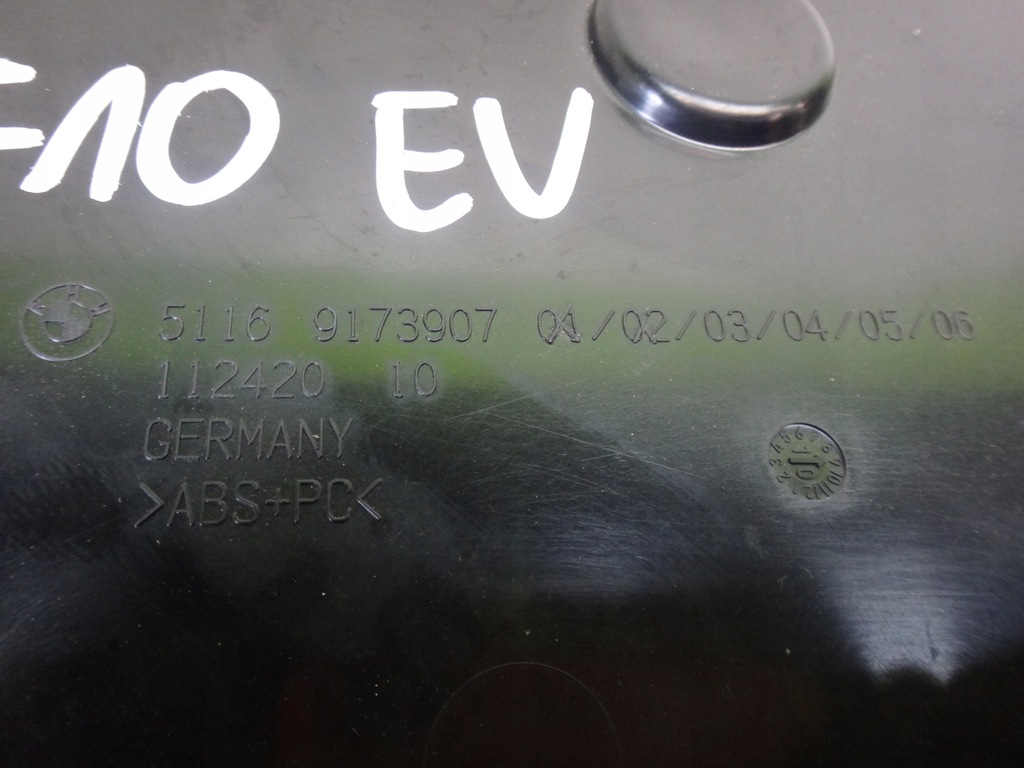 F10 EV
5116 9173907 01/02/03/04/05/06
112420 10
GERMANY
>ABS+PC<